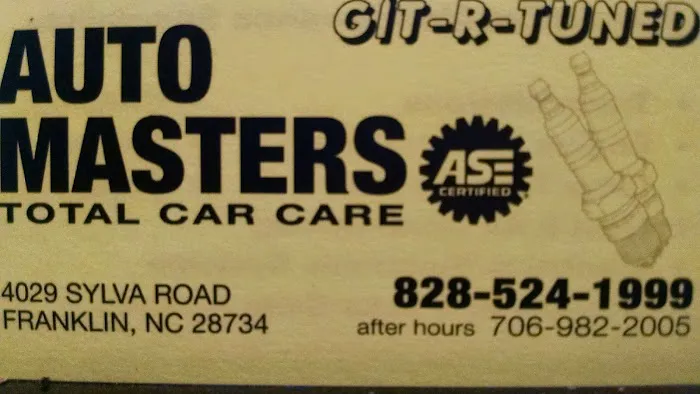 GIT-R-TUNED
AUTO
MASTERS
TOTAL CAR CARE
ASE
CERTIFIED
4029 SYLVA ROAD
FRANKLIN, NC 28734
828-524-1999
after hours 706-982-2005